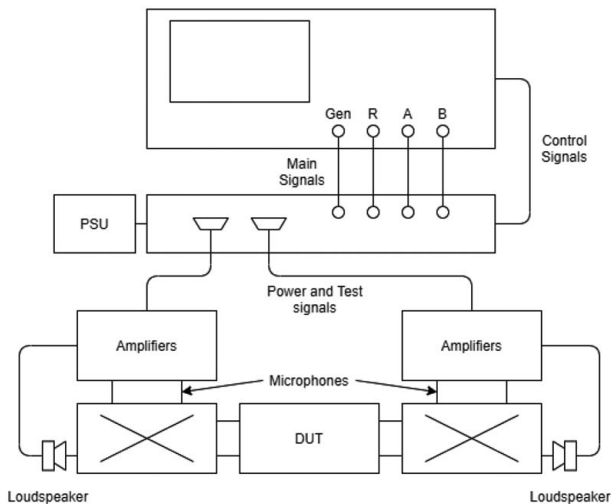 Gen R A B
Main
Signals
Control
Signals
PSU
Power and Test
signals
Amplifiers
Amplifiers
Microphones
DUT
Loudspeaker
Loudspeaker